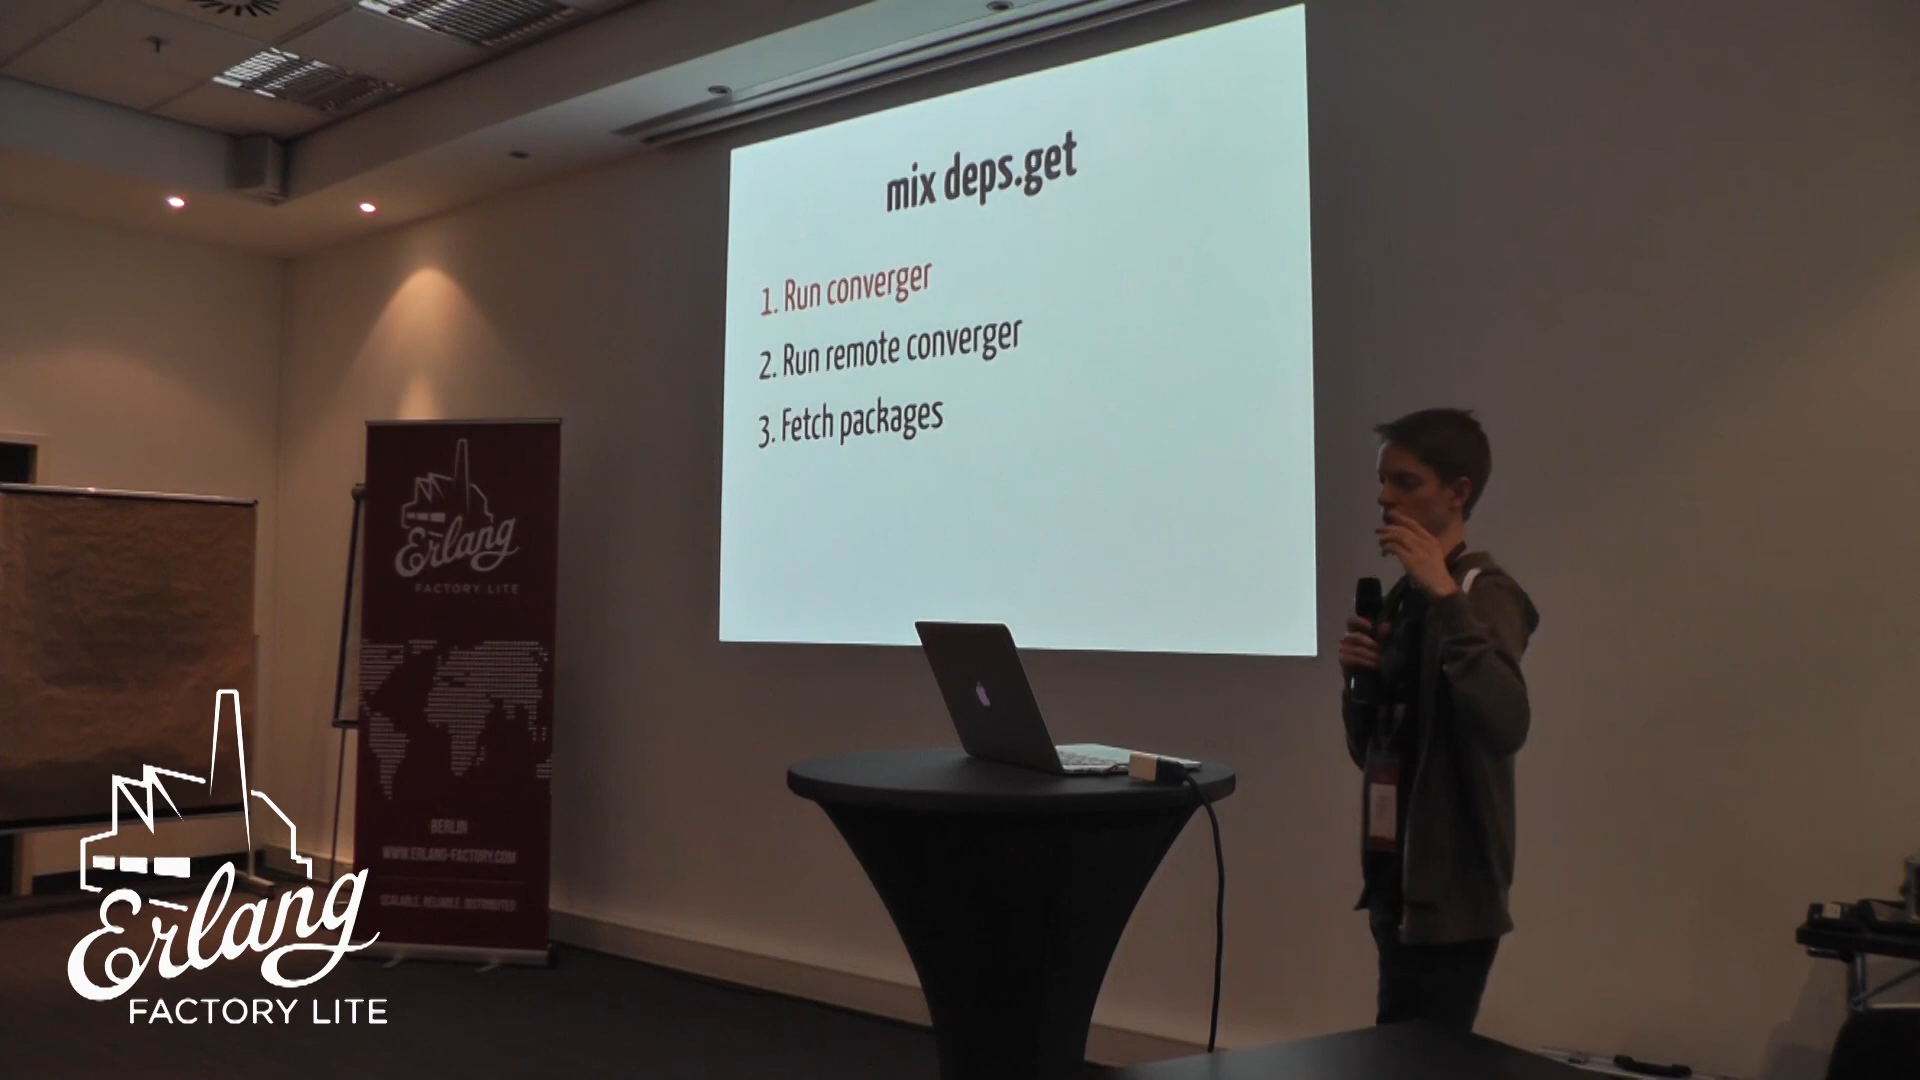 mix deps.get
1. Run converger
2. Run remote converger
3. Fetch packages
Erlang
FACTORY LITE
BERLIN
WWW.ERLANG-FACTORY.COM
SCALABLE. RELIABLE. DISTRIBUTED
Erlang
FACTORY LITE